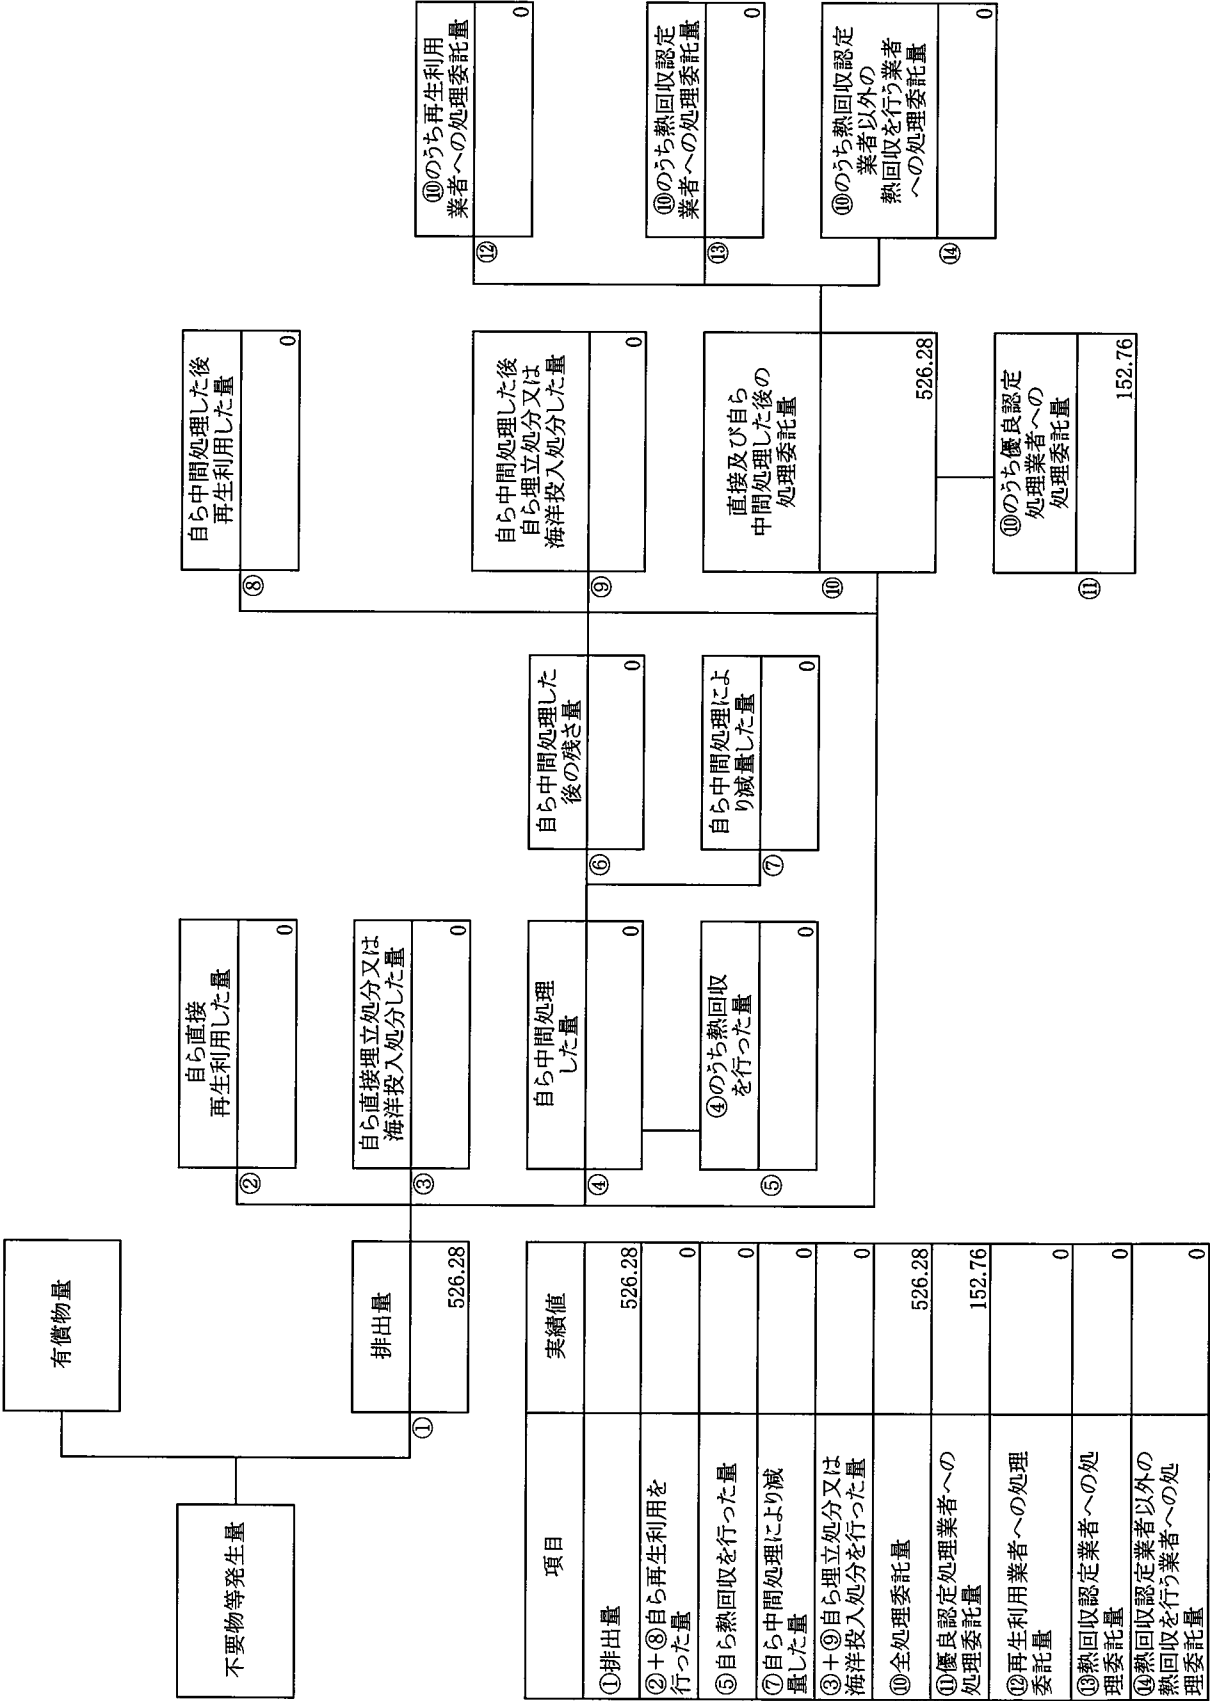 不要物等発生量
有償物量
①
排出量
526.28
②
自ら直接
再生利用した量
0
③
自ら直接埋立処分又は
海洋投入処分した量
0
④
自ら中間処理
した量
0
⑤
④のうち熱回収
を行った量
0
⑥
自ら中間処理した
後の残さ量
0
⑦
自ら中間処理によ
り減量した量
0
⑧
自ら中間処理した後
再生利用した量
0
⑨
自ら中間処理した後
自ら埋立処分又は
海洋投入処分した量
0
⑩
直接及び自ら
中間処理した後の
処理委託量
526.28
⑪
⑩のうち優良認定
処理業者への
処理委託量
152.76
⑫
⑩のうち再生利用
業者への処理委託量
0
⑬
⑩のうち熱回収認定
業者への処理委託量
0
⑭
⑩のうち熱回収認定
業者以外の
熱回収を行う業者
への処理委託量
0
項目 実績値
①排出量 526.28
②＋⑧自ら再生利用を
行った量 0
⑤自ら熱回収を行った量 0
⑦自ら中間処理により減
量した量 0
③＋⑨自ら埋立処分又は
海洋投入処分を行った量 0
⑩全処理委託量 526.28
⑪優良認定処理業者への
処理委託量 152.76
⑫再生利用業者への処理
委託量 0
⑬熱回収認定業者への処
理委託量 0
⑭熱回収認定業者以外の
熱回収を行う業者への処
理委託量 0